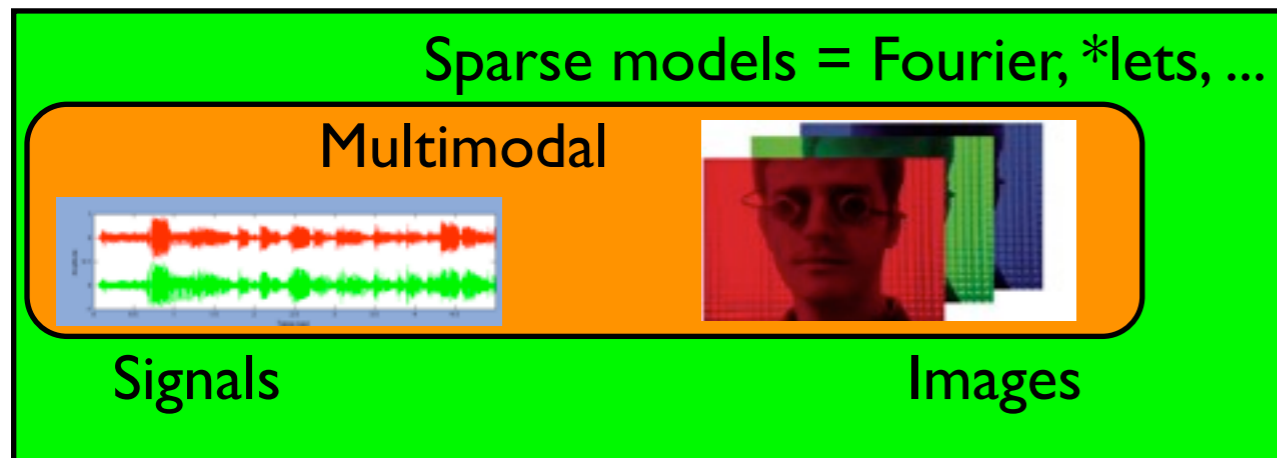 Sparse models = Fourier, *lets, ...
Multimodal
Signals
Images